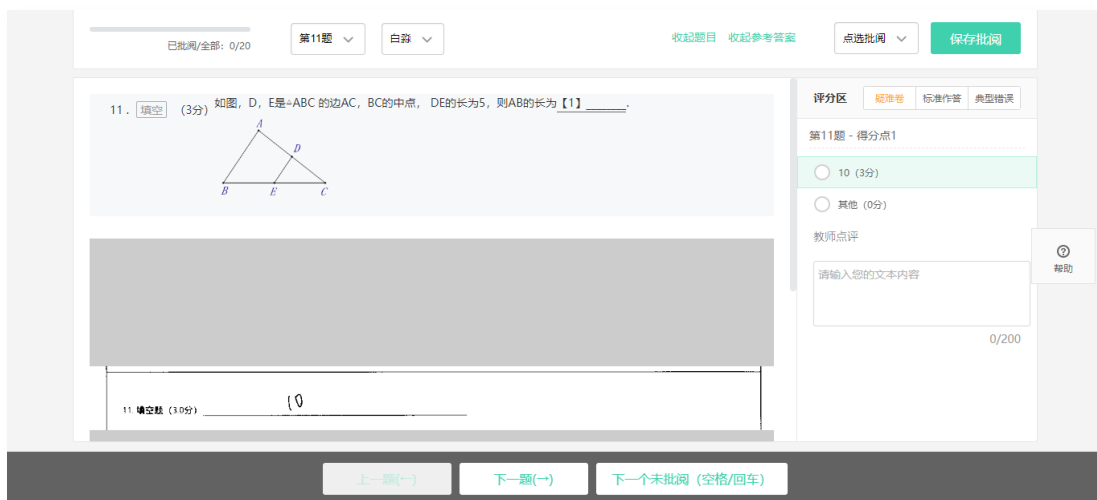 已批阅/全部：0/20
第11题
白淼
收起题目 收起参考答案
点选批阅
保存批阅
11. 填空 (3分) 如图，D，E是△ABC 的边AC，BC的中点， DE的长为5，则AB的长为【1】______.
A
D
B E C
评分区 疑难卷 标准作答 典型错误
第11题 - 得分点1
10 (3分)
其他 (0分)
教师点评
请输入您的文本内容
0/200
帮助
11. 填空题 (3.0分) 10
上一题(←) 下一题(→) 下一个未批阅 (空格/回车)